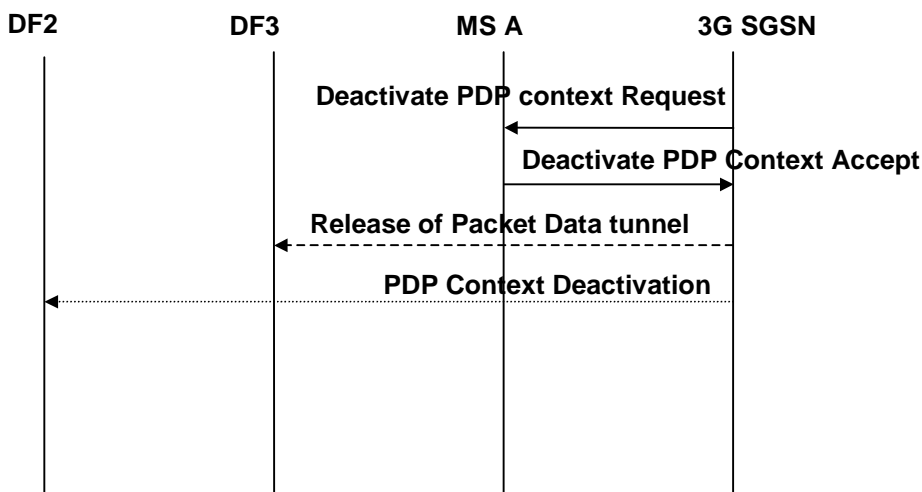 DF2 DF3 MS A 3G SGSN
Deactivate PDP context Request
Deactivate PDP Context Accept
Release of Packet Data tunnel
PDP Context Deactivation